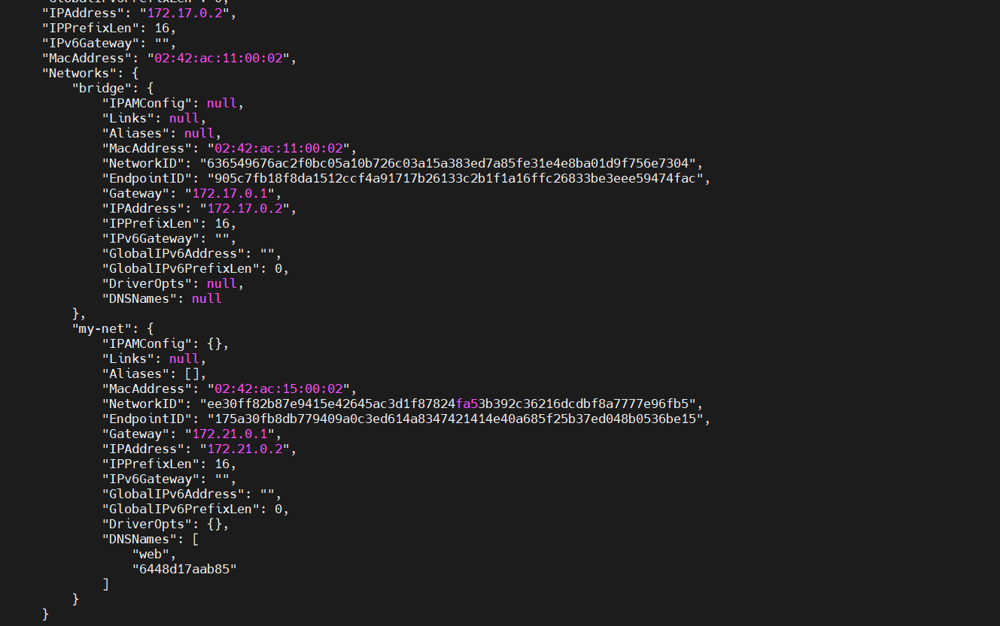 "GlobalIPv6PrefixLen": 0,
"IPAddress": "172.17.0.2",
"IPPrefixLen": 16,
"IPv6Gateway": "",
"MacAddress": "02:42:ac:11:00:02",
"Networks": {
"bridge": {
"IPAMConfig": null,
"Links": null,
"Aliases": null,
"MacAddress": "02:42:ac:11:00:02",
"NetworkID": "636549676ac2f0bc05a10b726c03a15a383ed7a85fe31e4e8ba01d9f756e7304",
"EndpointID": "905c7fb18f8da1512ccf4a91717b26133c2b1f1a16ffc26833be3eee59474fac",
"Gateway": "172.17.0.1",
"IPAddress": "172.17.0.2",
"IPPrefixLen": 16,
"IPv6Gateway": "",
"GlobalIPv6Address": "",
"GlobalIPv6PrefixLen": 0,
"DriverOpts": null,
"DNSNames": null
},
"my-net": {
"IPAMConfig": {},
"Links": null,
"Aliases": [],
"MacAddress": "02:42:ac:15:00:02",
"NetworkID": "ee30ff82b87e9415e42645ac3d1f87824fa53b392c36216dcdbf8a7777e96fb5",
"EndpointID": "175a30fb8db779409a0c3ed614a8347421414e40a685f25b37ed048b0536be15",
"Gateway": "172.21.0.1",
"IPAddress": "172.21.0.2",
"IPPrefixLen": 16,
"IPv6Gateway": "",
"GlobalIPv6Address": "",
"GlobalIPv6PrefixLen": 0,
"DriverOpts": {},
"DNSNames": [
"web",
"6448d17aab85"
]
}
}